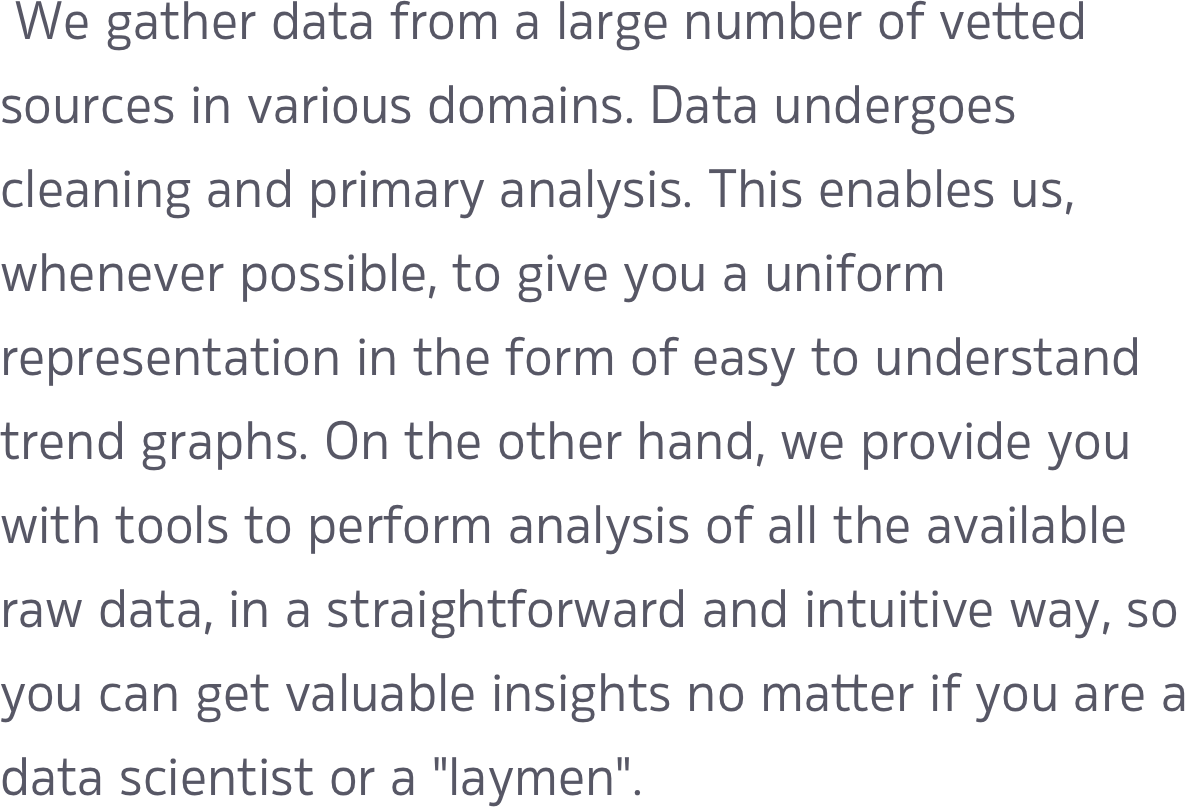 We gather data from a large number of vetted
sources in various domains. Data undergoes
cleaning and primary analysis. This enables us,
whenever possible, to give you a uniform
representation in the form of easy to understand
trend graphs. On the other hand, we provide you
with tools to perform analysis of all the available
raw data, in a straightforward and intuitive way, so
you can get valuable insights no matter if you are a
data scientist or a "laymen".